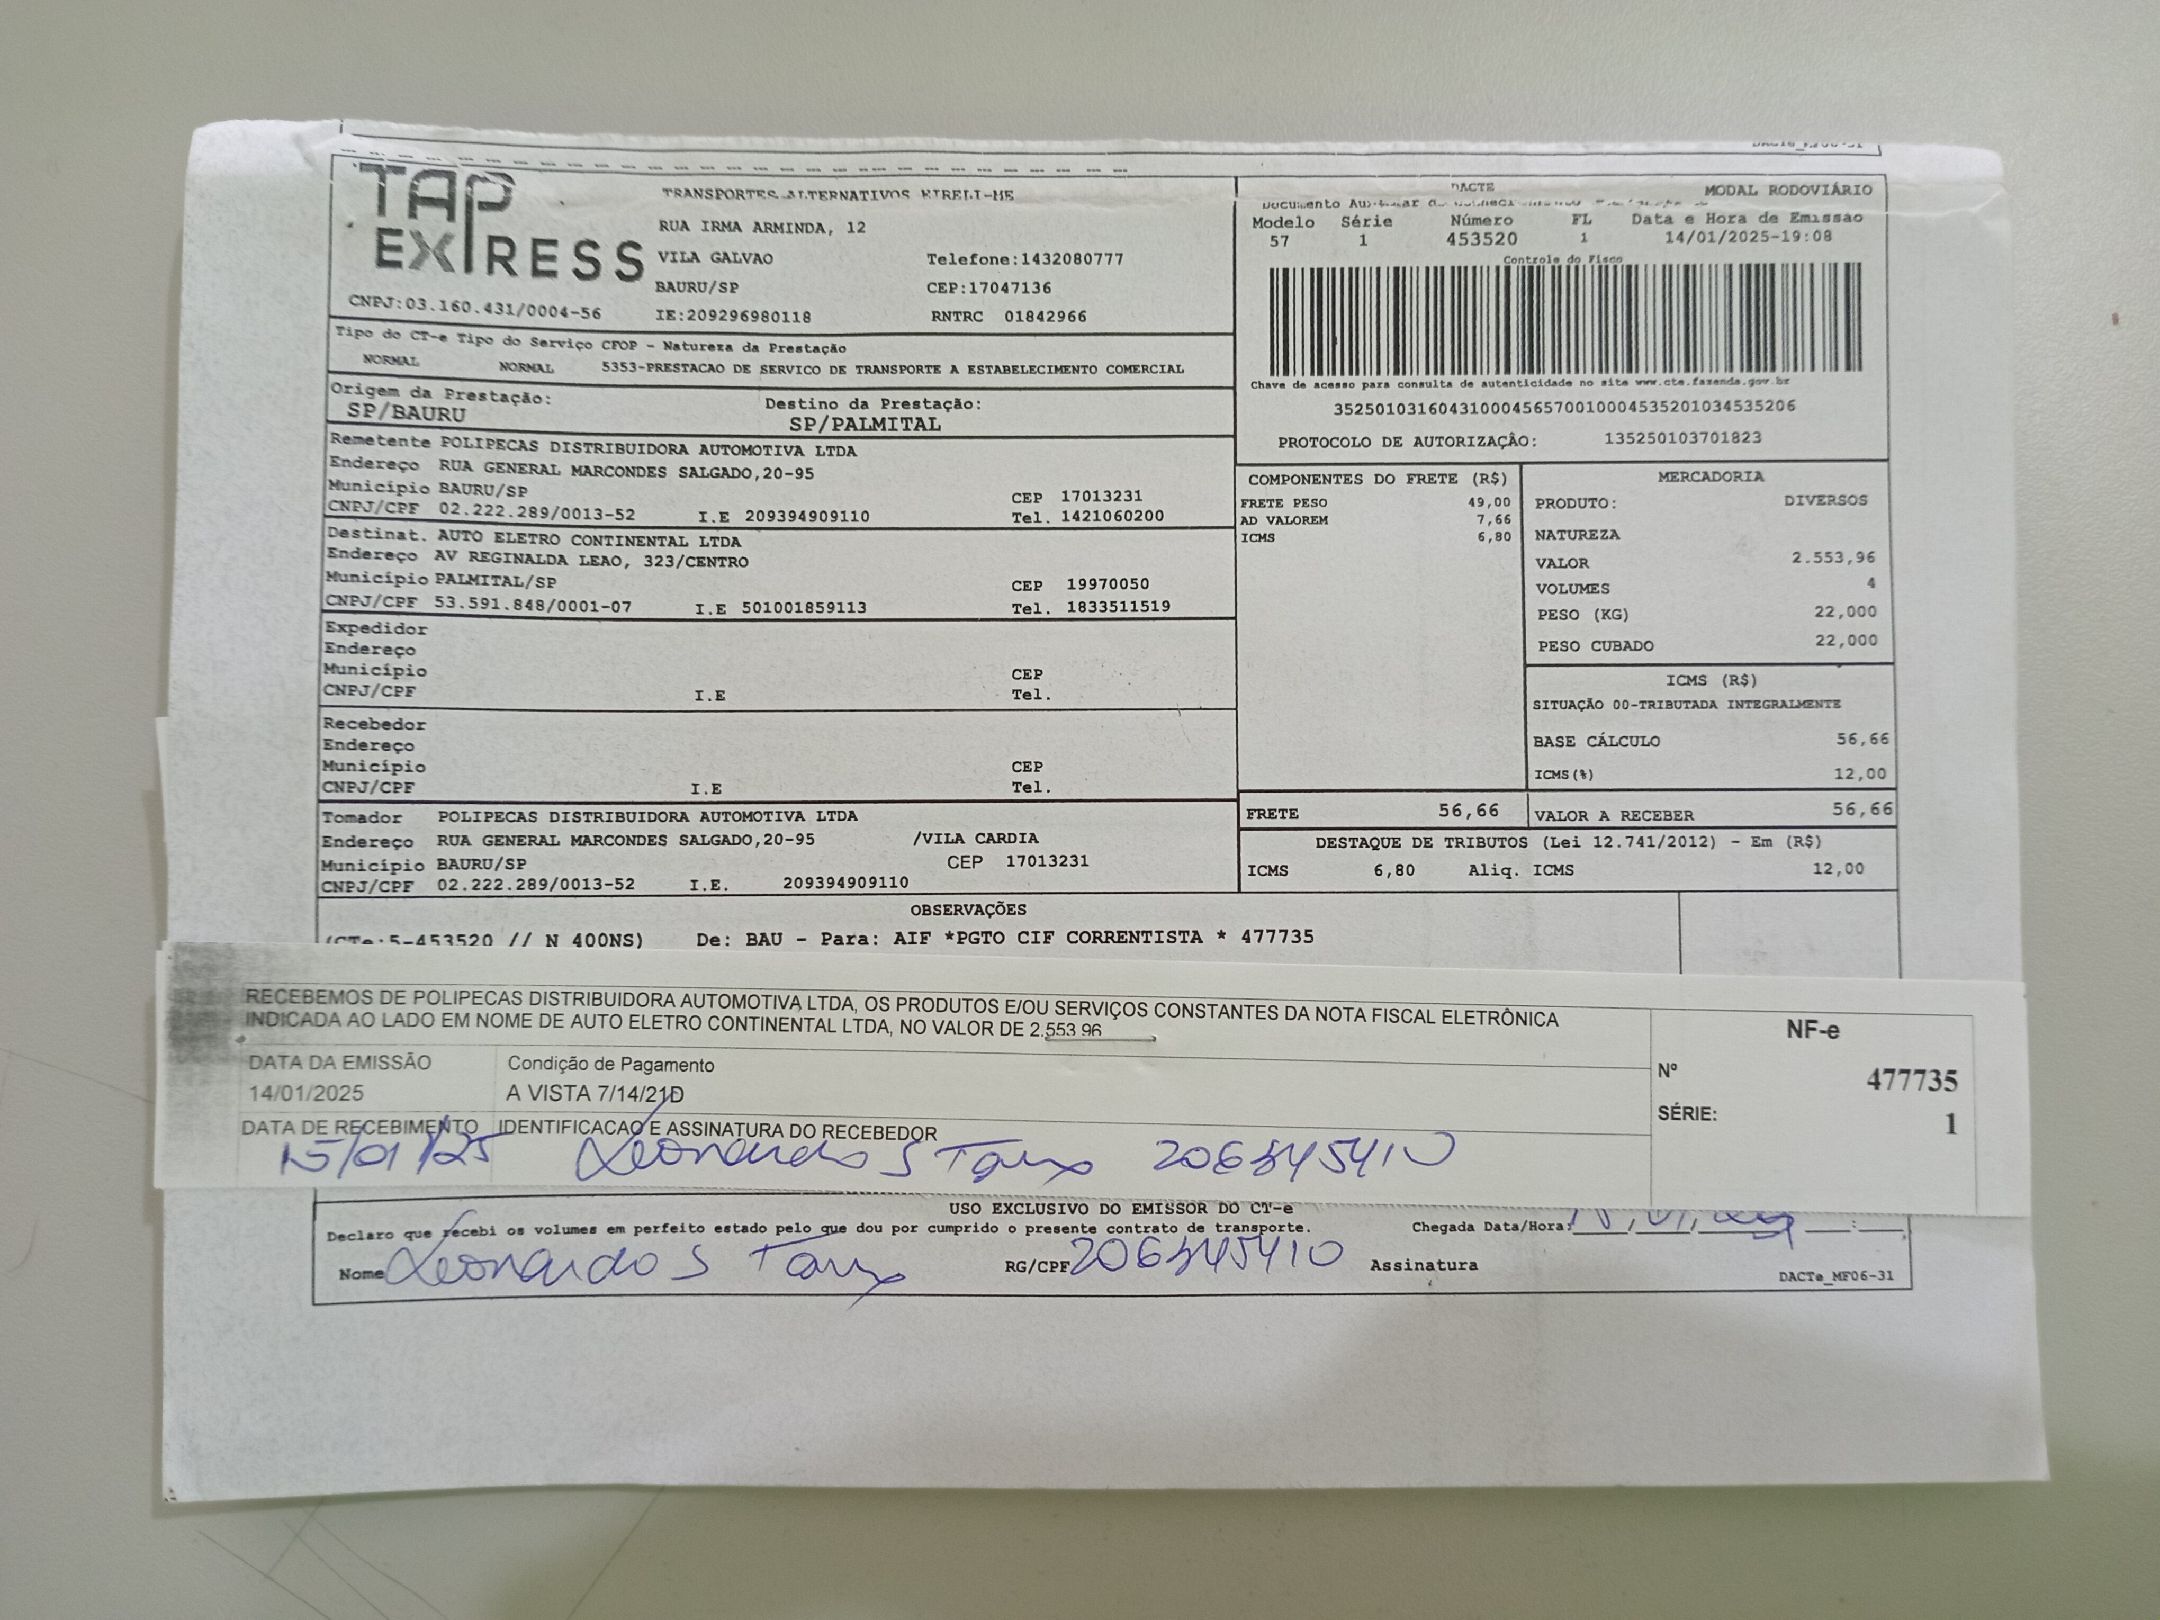 TAP EXPRESS
TRANSPORTES ALTERNATIVOS EIRELI-ME
RUA IRMA ARMINDA, 12
VILA GALVAO Telefone:1432080777
BAURU/SP CEP:17047136
CNPJ:03.160.431/0004-56 IE:209296980118 RNTRC 01842966
DACTE MODAL RODOVIÁRIO
Modelo Série Número FL Data e Hora de Emissão
57 1 453520 1 14/01/2025-19:08
Controle do Fisco
Chave de acesso para consulta de autenticidade no site www.cte.fazenda.gov.br
35250103160431000456570010004535201034535206
PROTOCOLO DE AUTORIZAÇÃO: 135250103701823
Tipo do CT-e Tipo do Serviço CFOP - Natureza da Prestação
NORMAL NORMAL 5353-PRESTACAO DE SERVICO DE TRANSPORTE A ESTABELECIMENTO COMERCIAL
Origem da Prestação: Destino da Prestação:
SP/BAURU SP/PALMITAL
Remetente POLIPECAS DISTRIBUIDORA AUTOMOTIVA LTDA
Endereço RUA GENERAL MARCONDES SALGADO,20-95
Município BAURU/SP CEP 17013231
CNPJ/CPF 02.222.289/0013-52 I.E 209394909110 Tel. 1421060200
Destinat. AUTO ELETRO CONTINENTAL LTDA
Endereço AV REGINALDA LEAO, 323/CENTRO
Município PALMITAL/SP CEP 19970050
CNPJ/CPF 53.591.848/0001-07 I.E 501001859113 Tel. 1833511519
Expedidor
Endereço
Município CEP
CNPJ/CPF I.E Tel.
Recebedor
Endereço
Município CEP
CNPJ/CPF I.E Tel.
Tomador POLIPECAS DISTRIBUIDORA AUTOMOTIVA LTDA
Endereço RUA GENERAL MARCONDES SALGADO,20-95 /VILA CARDIA
Município BAURU/SP CEP 17013231
CNPJ/CPF 02.222.289/0013-52 I.E. 209394909110
COMPONENTES DO FRETE (R$)
FRETE PESO 49,00
AD VALOREM 7,66
ICMS 6,80
MERCADORIA
PRODUTO: DIVERSOS
NATUREZA
VALOR 2.553,96
VOLUMES 4
PESO (KG) 22,000
PESO CUBADO 22,000
ICMS (R$)
SITUAÇÃO 00-TRIBUTADA INTEGRALMENTE
BASE CÁLCULO 56,66
ICMS(%) 12,00
FRETE 56,66 VALOR A RECEBER 56,66
DESTAQUE DE TRIBUTOS (Lei 12.741/2012) - Em (R$)
ICMS 6,80 Aliq. ICMS 12,00
OBSERVAÇÕES
(CTe:5-453520 // N 400NS) De: BAU - Para: AIF *PGTO CIF CORRENTISTA * 477735
RECEBEMOS DE POLIPECAS DISTRIBUIDORA AUTOMOTIVA LTDA, OS PRODUTOS E/OU SERVIÇOS CONSTANTES DA NOTA FISCAL ELETRÔNICA
INDICADA AO LADO EM NOME DE AUTO ELETRO CONTINENTAL LTDA, NO VALOR DE 2.553,96
NF-e
Nº 477735
SÉRIE: 1
DATA DA EMISSÃO Condição de Pagamento
14/01/2025 A VISTA 7/14/21D
DATA DE RECEBIMENTO IDENTIFICACAO E ASSINATURA DO RECEBEDOR
15/01/25 Leonardo S
USO EXCLUSIVO DO EMISSOR DO CT-e
Declaro que recebi os volumes em perfeito estado pelo que dou por cumprido o presente contrato de transporte. Chegada Data/Hora:
Nome Leonardo S RG/CPF Assinatura
DACTe_MF06-31